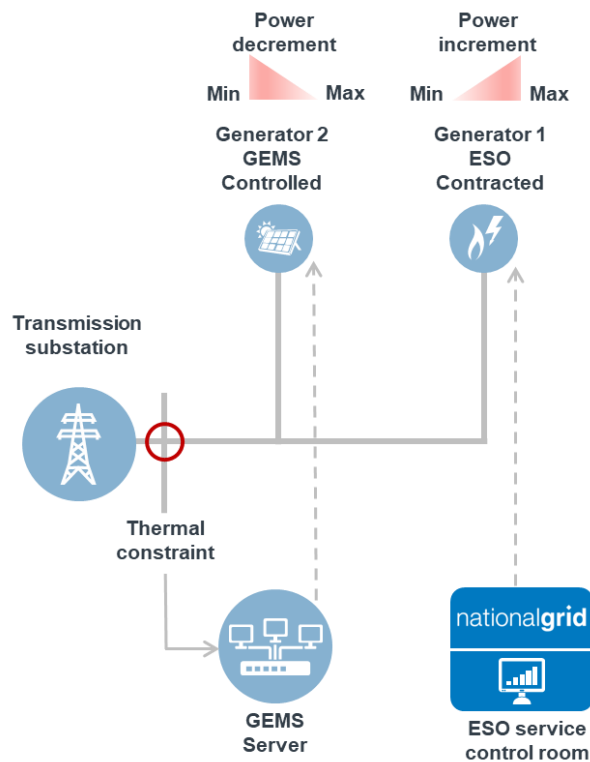 Power
decrement
Min
Max
Generator 2
GEMS
Controlled
Power
increment
Min
Max
Generator 1
ESO
Contracted
Transmission
substation
Thermal
constraint
GEMS
Server
nationalgrid
ESO service
control room